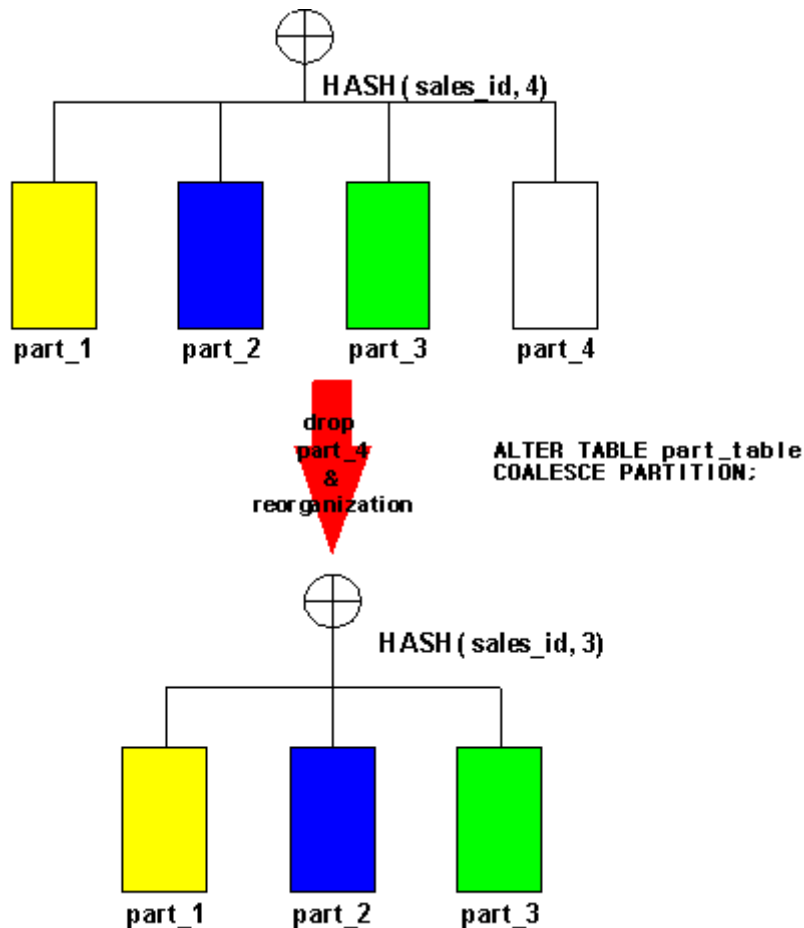 HASH(sales_id, 4)
part_1
part_2
part_3
part_4
drop
part_4
&
reorganization
ALTER TABLE part_table
COALESCE PARTITION;
HASH(sales_id, 3)
part_1
part_2
part_3